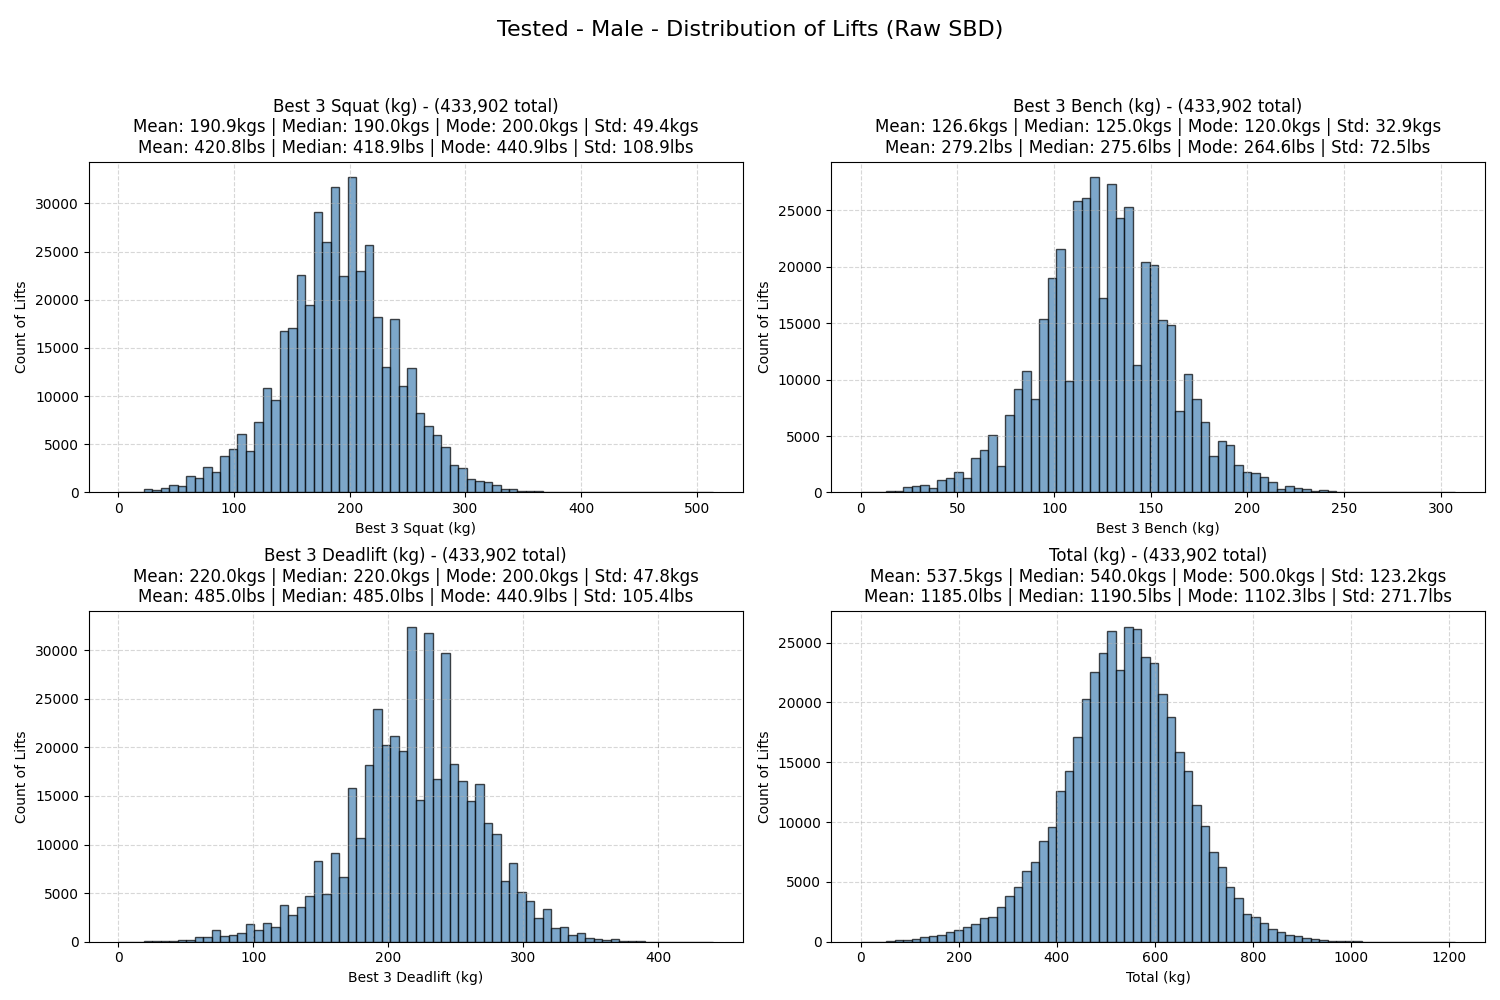 Tested - Male - Distribution of Lifts (Raw SBD)
Best 3 Squat (kg) - (433,902 total)
Mean: 190.9kgs | Median: 190.0kgs | Mode: 200.0kgs | Std: 49.4kgs
Mean: 420.8lbs | Median: 418.9lbs | Mode: 440.9lbs | Std: 108.9lbs
Count of Lifts
30000
25000
20000
15000
10000
5000
0
0 100 200 300 400 500
Best 3 Squat (kg)
Best 3 Bench (kg) - (433,902 total)
Mean: 126.6kgs | Median: 125.0kgs | Mode: 120.0kgs | Std: 32.9kgs
Mean: 279.2lbs | Median: 275.6lbs | Mode: 264.6lbs | Std: 72.5lbs
Count of Lifts
25000
20000
15000
10000
5000
0
0 50 100 150 200 250 300
Best 3 Bench (kg)
Best 3 Deadlift (kg) - (433,902 total)
Mean: 220.0kgs | Median: 220.0kgs | Mode: 200.0kgs | Std: 47.8kgs
Mean: 485.0lbs | Median: 485.0lbs | Mode: 440.9lbs | Std: 105.4lbs
Count of Lifts
30000
25000
20000
15000
10000
5000
0
0 100 200 300 400
Best 3 Deadlift (kg)
Total (kg) - (433,902 total)
Mean: 537.5kgs | Median: 540.0kgs | Mode: 500.0kgs | Std: 123.2kgs
Mean: 1185.0lbs | Median: 1190.5lbs | Mode: 1102.3lbs | Std: 271.7lbs
Count of Lifts
25000
20000
15000
10000
5000
0
0 200 400 600 800 1000 1200
Total (kg)